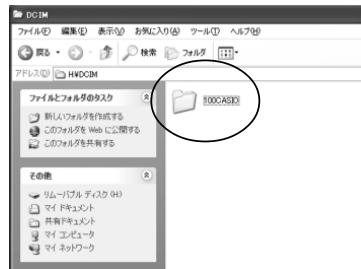 DCIM
ファイル(F) 編集(E) 表示(V) お気に入り(A) ツール(T) ヘルプ(H)
戻る 検索 フォルダ
アドレス(D) H:¥DCIM
ファイルとフォルダのタスク
新しいフォルダを作成する
このフォルダを Web に公開する
このフォルダを共有する
100CASIO
その他
リムーバブル ディスク (H)
マイ ドキュメント
共有ドキュメント
マイ コンピュータ
マイ ネットワーク